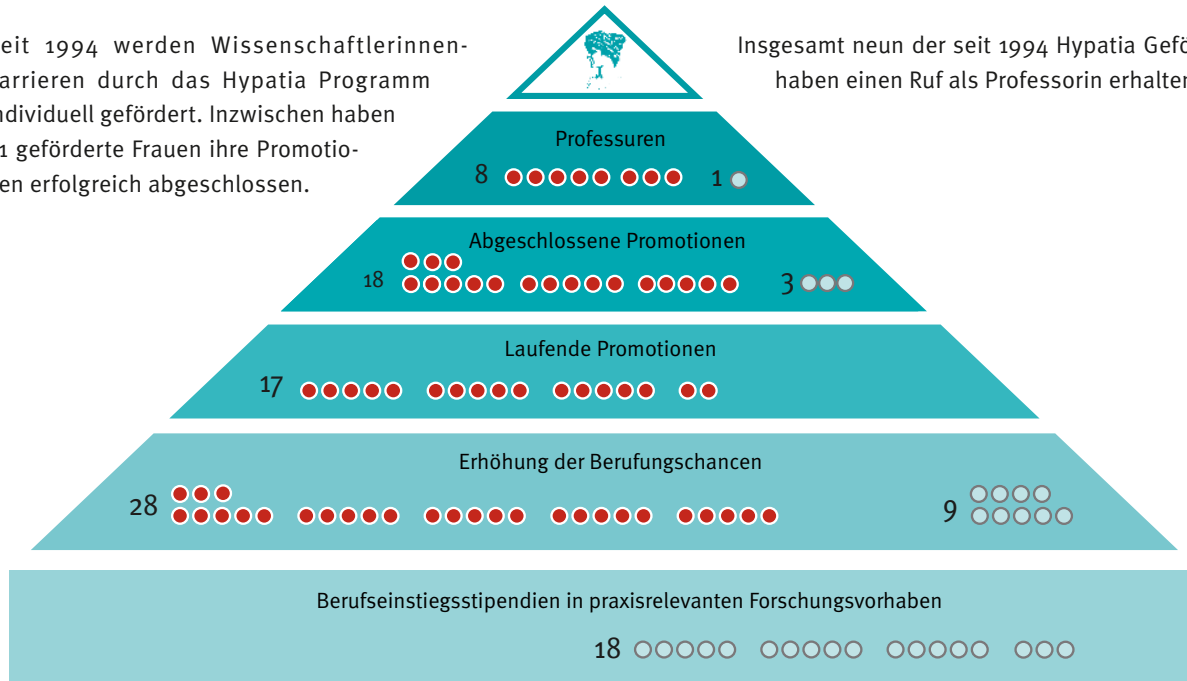 eit 1994 werden Wissenschaftlerinnen-
arrieren durch das Hypatia Programm
ndividuell gefördert. Inzwischen haben
1 geförderte Frauen ihre Promotio-
en erfolgreich abgeschlossen.
Insgesamt neun der seit 1994 Hypatia Gefö
haben einen Ruf als Professorin erhalten
Professuren
8 1
Abgeschlossene Promotionen
18 3
Laufende Promotionen
17
Erhöhung der Berufungschancen
28 9
Berufseinstiegsstipendien in praxisrelevanten Forschungsvorhaben
18